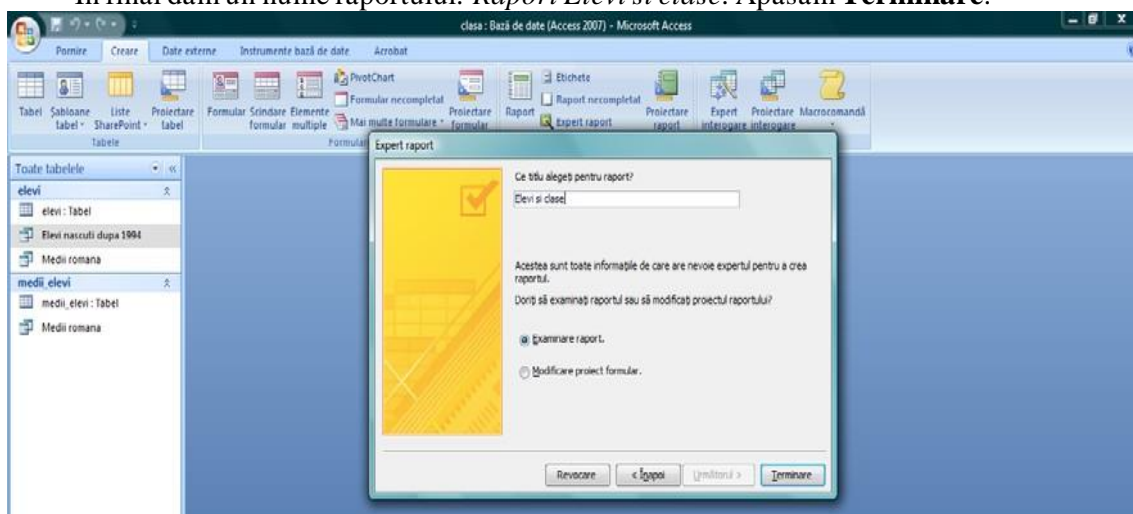 În final dăm un nume raportului: Raport Elevi si clase. Apăsăm Terminare.
clasa : Bază de date (Access 2007) - Microsoft Access
Pornire Creare Date externe Instrumente bază de date Acrobat
Tabel Șabloane tabel Liste SharePoint Proiectare tabel
Tabele
Formular Scindare formular Elemente multiple PivotChart
Formular necompletat
Mai multe formulare
Proiectare formular
Raport Etichete
Raport necompletat
Expert raport
Proiectare raport
Expert interogare Proiectare interogare Macrocomandă
Expert raport
Toate tabelele
elevi
elevi : Tabel
Elevi nascuti dupa 1994
Medii romana
medii_elevi
medii_elevi : Tabel
Medii romana
Ce titlu alegeți pentru raport?
Elevi si clase
Acestea sunt toate informațiile de care are nevoie expertul pentru a crea
raportul.
Doriți să examinați raportul sau să modificați proiectul raportului?
Examinare raport.
Modificare proiect formular.
Revocare < Înapoi Următorul > Terminare